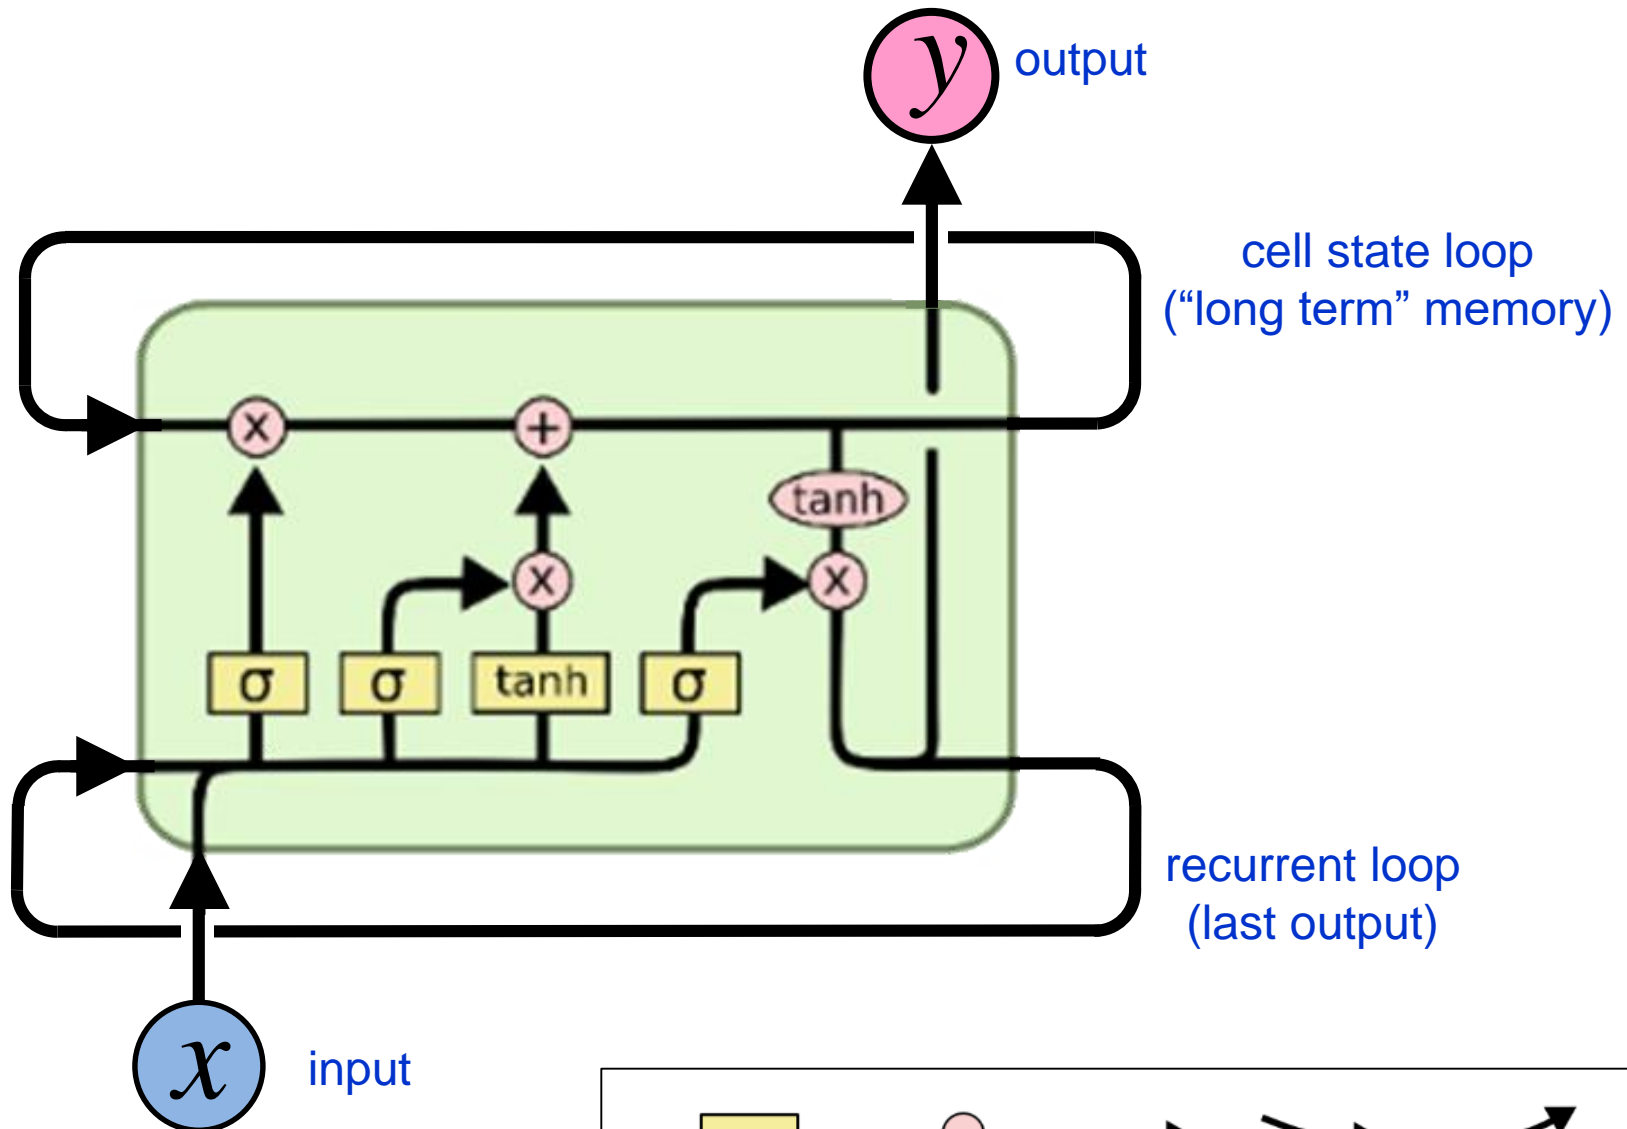 y
output
cell state loop
(“long term” memory)
x
+
tanh
x
x
σ
σ
tanh
σ
recurrent loop
(last output)
x
input